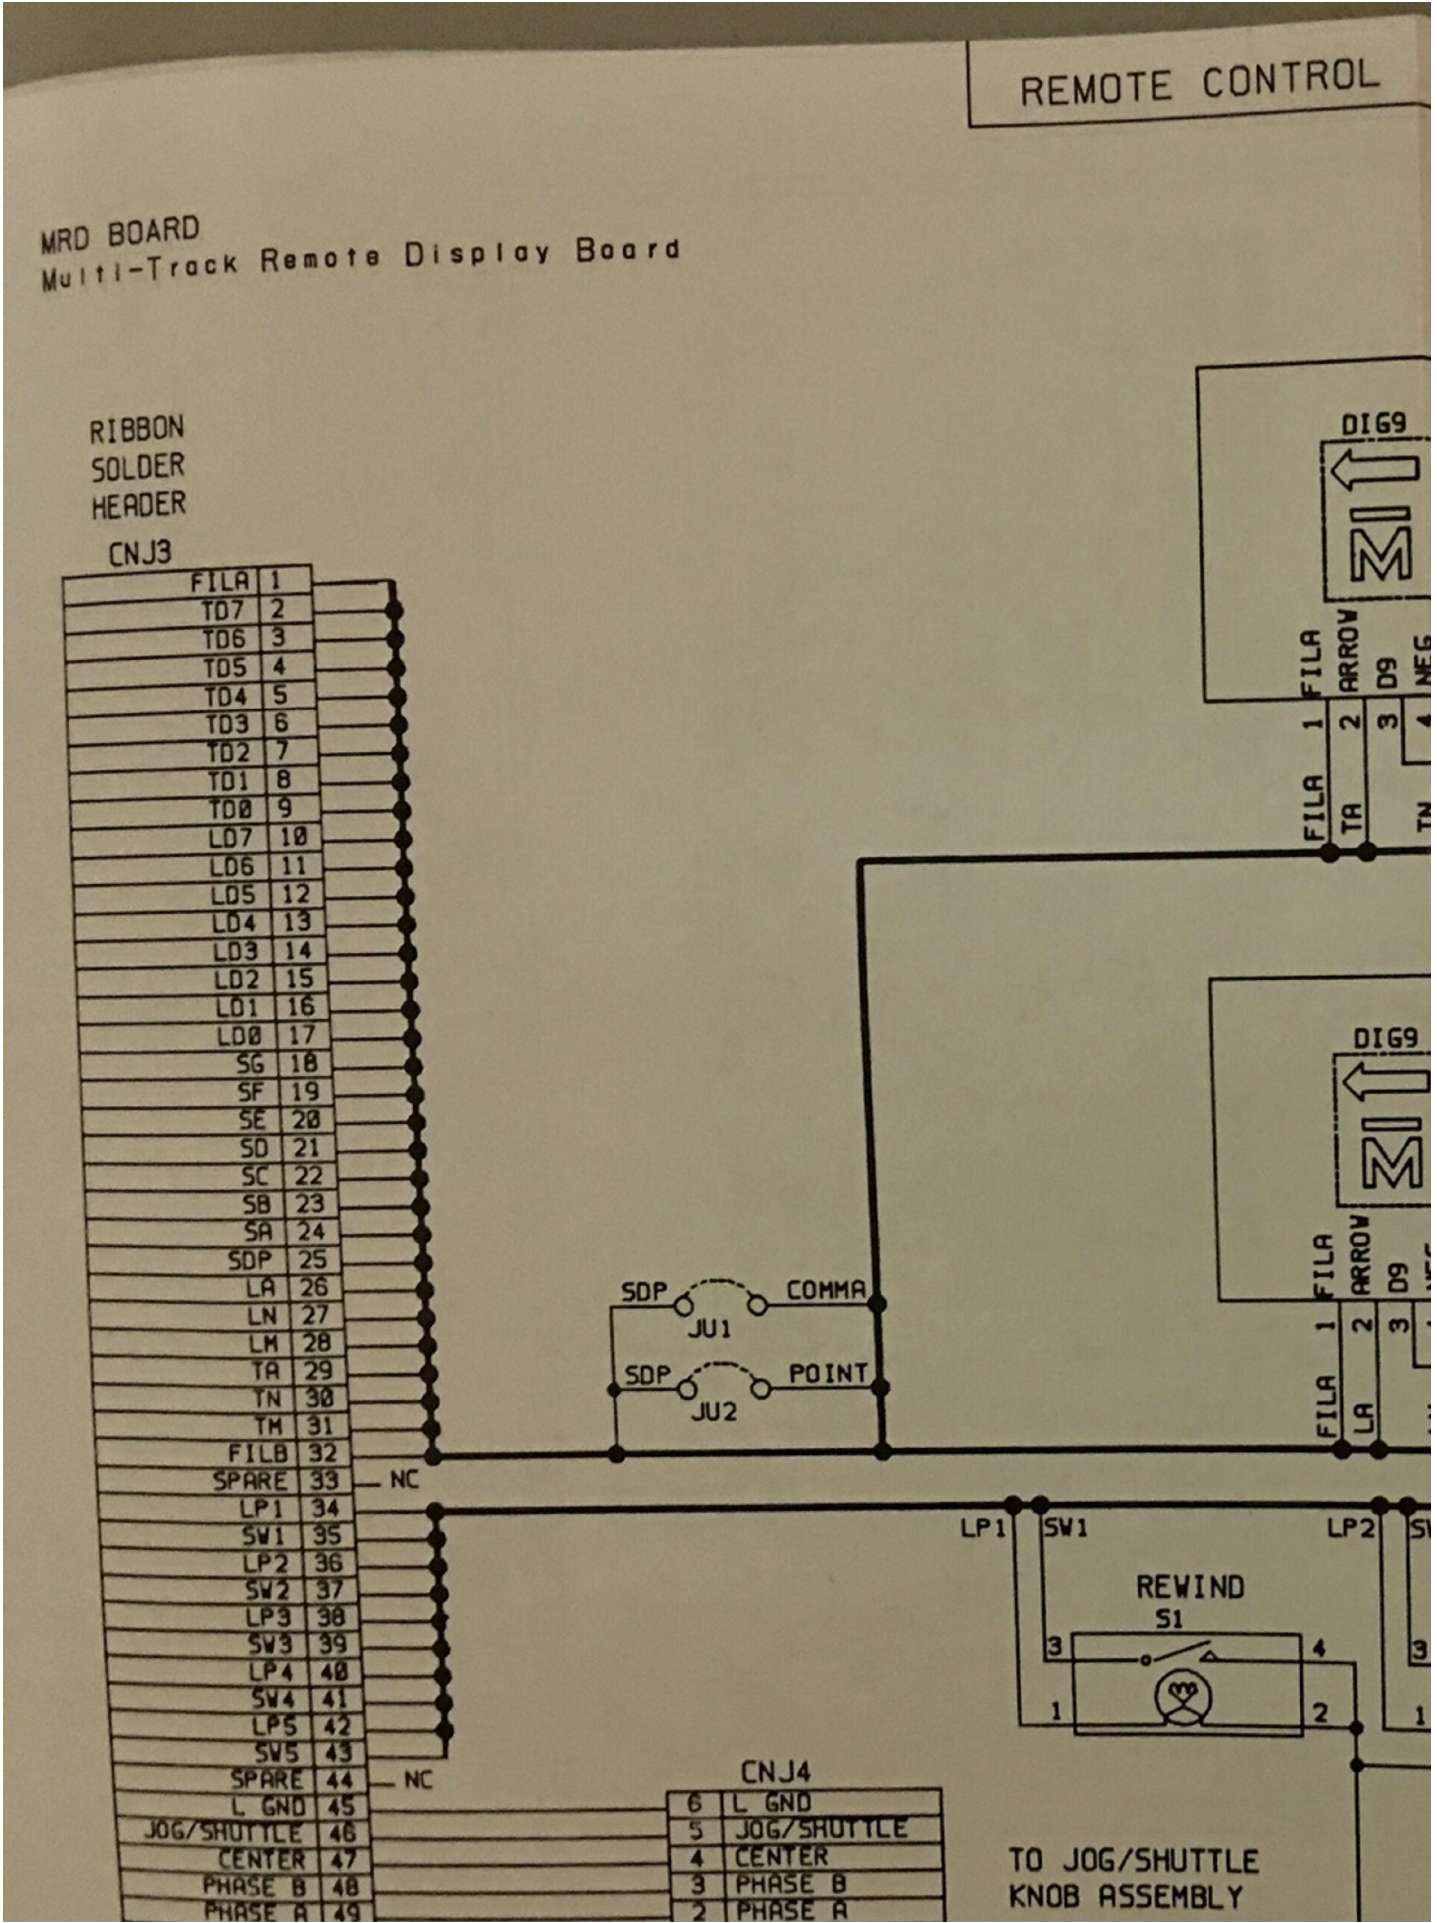 REMOTE CONTROL
MRD BOARD
Multi-Track Remote Display Board
RIBBON
SOLDER
HEADER
CNJ3
FILA 1
TD7 2
TD6 3
TD5 4
TD4 5
TD3 6
TD2 7
TD1 8
TD0 9
LD7 10
LD6 11
LD5 12
LD4 13
LD3 14
LD2 15
LD1 16
LD0 17
SG 18
SF 19
SE 20
SD 21
SC 22
SB 23
SA 24
SDP 25
LA 26
LN 27
LM 28
TA 29
TN 30
TM 31
FILB 32
SPARE 33 NC
LP1 34
SW1 35
LP2 36
SW2 37
LP3 38
SW3 39
LP4 40
SW4 41
LP5 42
SW5 43
SPARE 44 NC
L GND 45
JOG/SHUTTLE 46
CENTER 47
PHASE B 48
PHASE A 49
DIG9
M
FILA ARROW D9 NEG
1 2 3 4
FILA TA TN
DIG9
M
FILA ARROW D9
1 2 3
FILA LA
SDP COMMA
JU1
SDP POINT
JU2
LP1 SW1 LP2
REWIND
S1
3 4 3
1 2 1
CNJ4
6 L GND
5 JOG/SHUTTLE
4 CENTER
3 PHASE B
2 PHASE A
TO JOG/SHUTTLE
KNOB ASSEMBLY